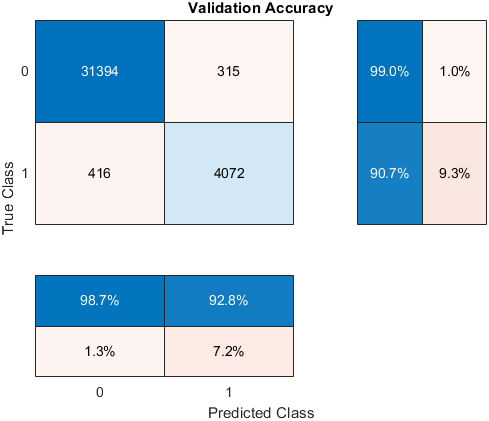 Validation Accuracy
0 31394 315 99.0% 1.0%
1 416 4072 90.7% 9.3%
True Class
98.7% 92.8%
1.3% 7.2%
0 1
Predicted Class